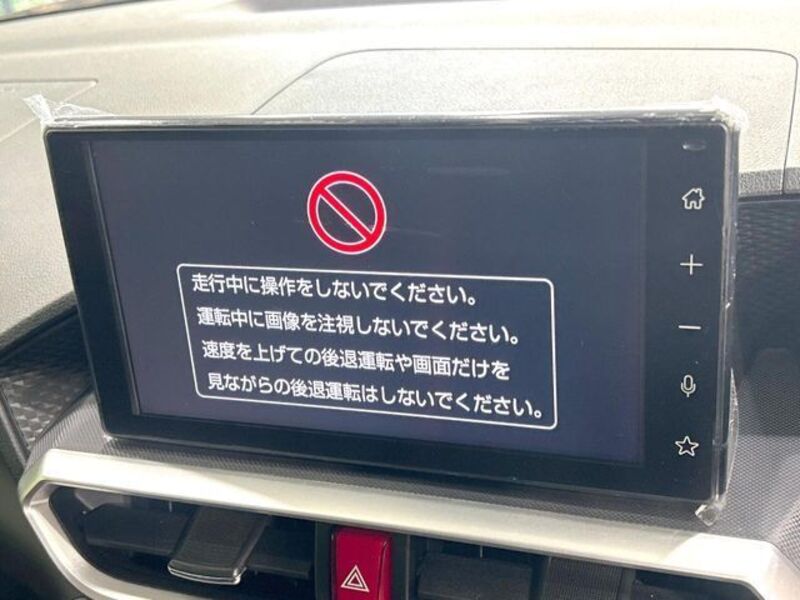 走行中に操作をしないでください。
運転中に画像を注視しないでください。
速度を上げての後退運転や画面だけを
見ながらの後退運転はしないでください。